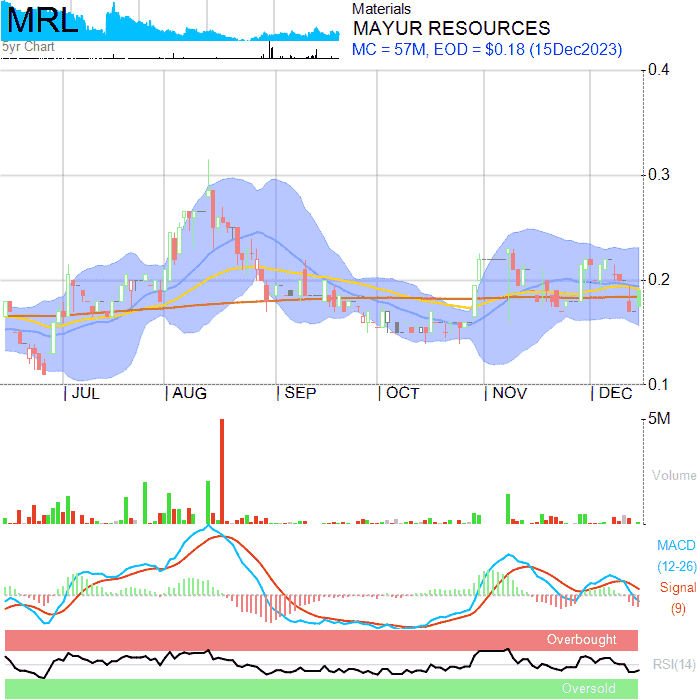 MRL
5yr Chart
Materials
MAYUR RESOURCES
MC = 57M, EOD = $0.18 (15Dec2023)
0.4
0.3
0.2
0.1
JUL AUG SEP OCT NOV DEC
5M
Volume
MACD
(12-26)
Signal
(9)
Overbought
RSI(14)
Oversold